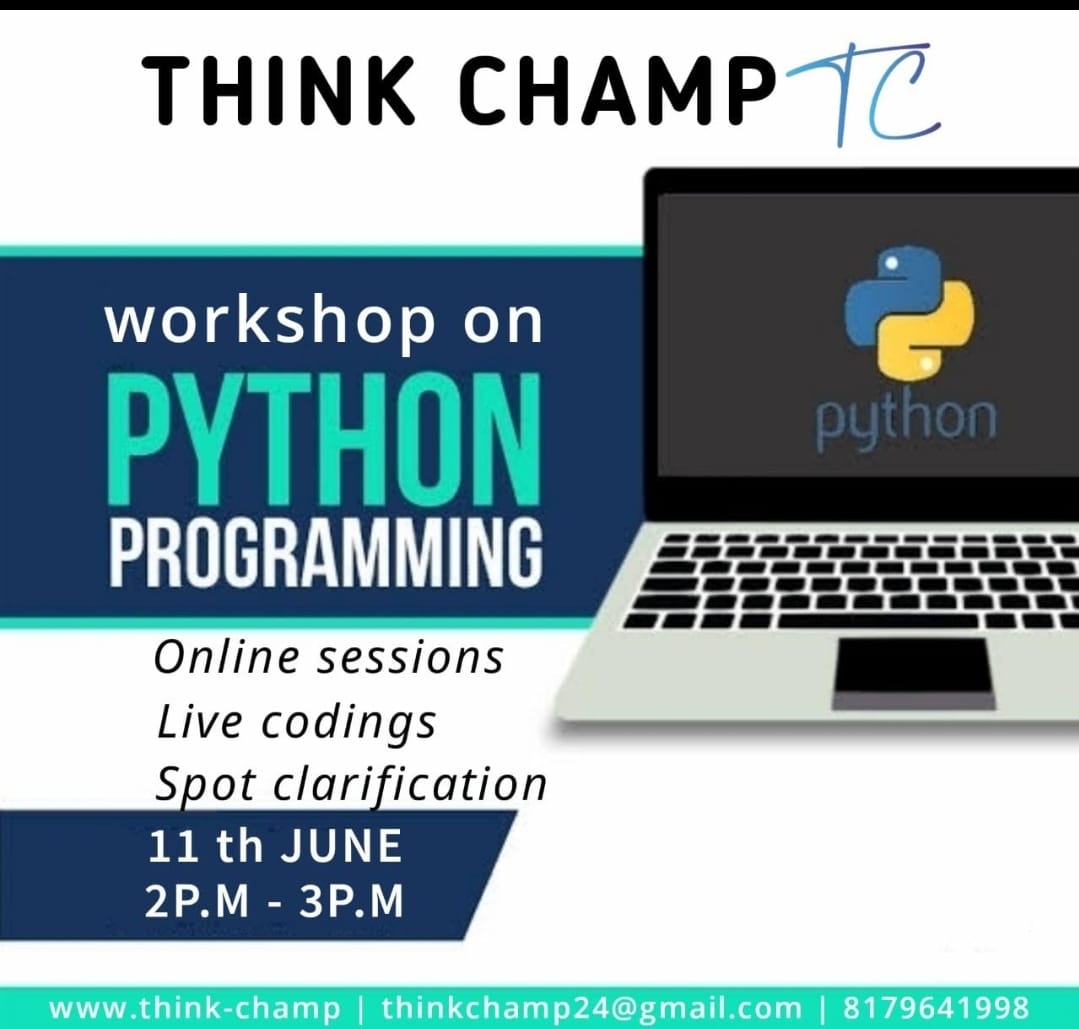 THINK CHAMP TC
workshop on
PYTHON
PROGRAMMING
python
Online sessions
Live codings
Spot clarification
11 th JUNE
2P.M - 3P.M
www.think-champ | thinkchamp24@gmail.com | 8179641998